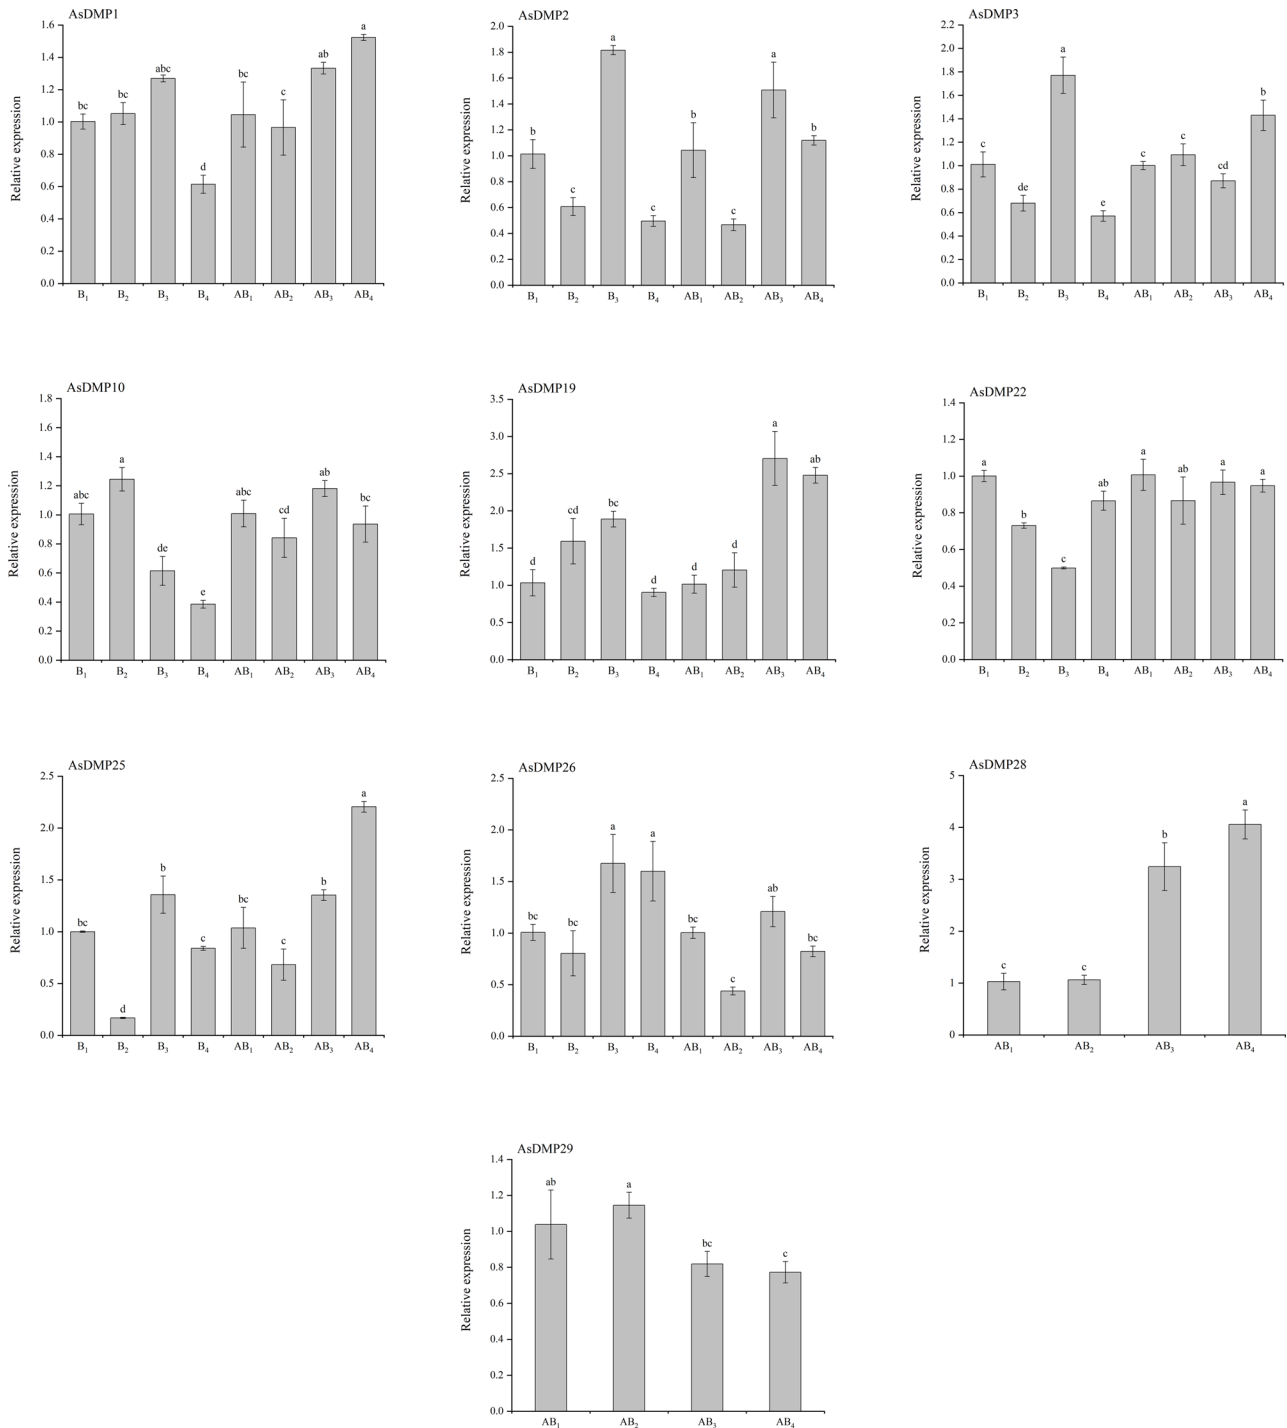 AsDMP1
Relative expression
1.6
1.4
1.2
1.0
0.8
0.6
0.4
0.2
0.0
bc bc abc d bc c ab a
B₁ B₂ B₃ B₄ AB₁ AB₂ AB₃ AB₄
AsDMP2
Relative expression
2.0
1.8
1.6
1.4
1.2
1.0
0.8
0.6
0.4
0.2
0.0
b c a c b c a b
B₁ B₂ B₃ B₄ AB₁ AB₂ AB₃ AB₄
AsDMP3
Relative expression
2.2
2.0
1.8
1.6
1.4
1.2
1.0
0.8
0.6
0.4
0.2
0.0
c de a e c c cd b
B₁ B₂ B₃ B₄ AB₁ AB₂ AB₃ AB₄
AsDMP10
Relative expression
1.8
1.6
1.4
1.2
1.0
0.8
0.6
0.4
0.2
0.0
abc a de e abc cd ab bc
B₁ B₂ B₃ B₄ AB₁ AB₂ AB₃ AB₄
AsDMP19
Relative expression
3.5
3.0
2.5
2.0
1.5
1.0
0.5
0.0
d cd bc d d d a ab
B₁ B₂ B₃ B₄ AB₁ AB₂ AB₃ AB₄
AsDMP22
Relative expression
1.4
1.2
1.0
0.8
0.6
0.4
0.2
0.0
a b c ab a ab a a
B₁ B₂ B₃ B₄ AB₁ AB₂ AB₃ AB₄
AsDMP25
Relative expression
2.5
2.0
1.5
1.0
0.5
0.0
bc d b c bc c b a
B₁ B₂ B₃ B₄ AB₁ AB₂ AB₃ AB₄
AsDMP26
Relative expression
2.5
2.0
1.5
1.0
0.5
0.0
bc bc a a bc c ab bc
B₁ B₂ B₃ B₄ AB₁ AB₂ AB₃ AB₄
AsDMP28
Relative expression
5
4
3
2
1
0
c c b a
AB₁ AB₂ AB₃ AB₄
AsDMP29
Relative expression
1.4
1.2
1.0
0.8
0.6
0.4
0.2
0.0
ab a bc c
AB₁ AB₂ AB₃ AB₄